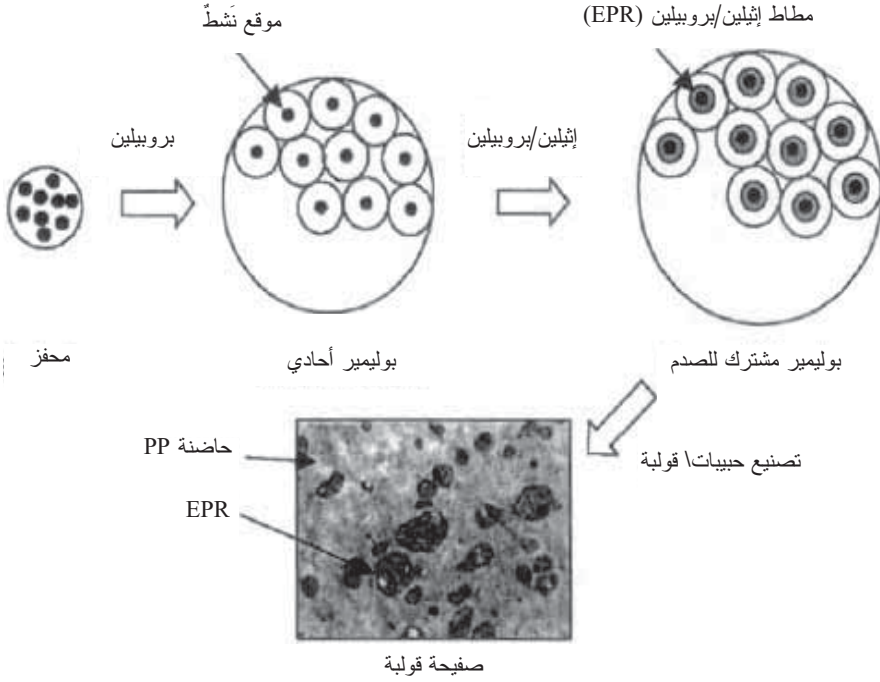 موقع نَشطٌ
مطاط إثيلين/بروبيلين (EPR)
بروبيلين
إثيلين/بروبيلين
محفز
بوليمير أحادي
بوليمير مشترك للصدم
حاضنة PP
تصنيع حبيبات\ قولبة
EPR
صفيحة قولبة